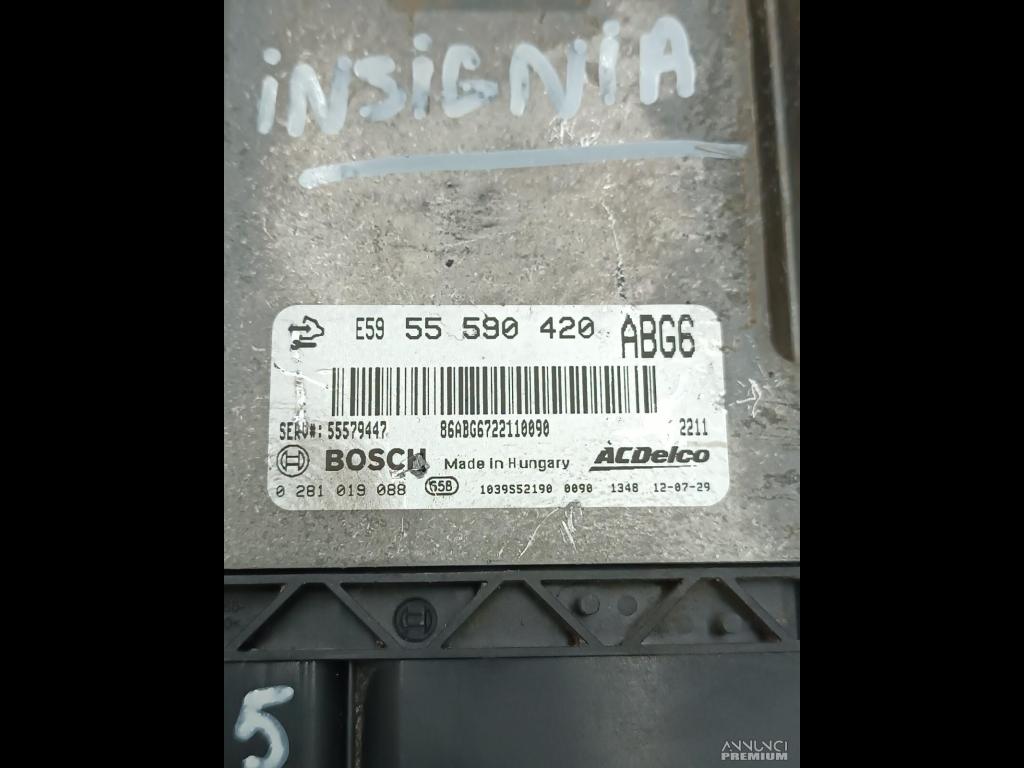 iNSiGNiA
E59 55 590 420 ABG6
SERV#: 55579447 86ABG6722110090 2211
BOSCH Made in Hungary ACDelco
0 281 019 088 G5B 1039S52190 0090 1348 12-07-29
5
ANNUNCI
PREMIUM